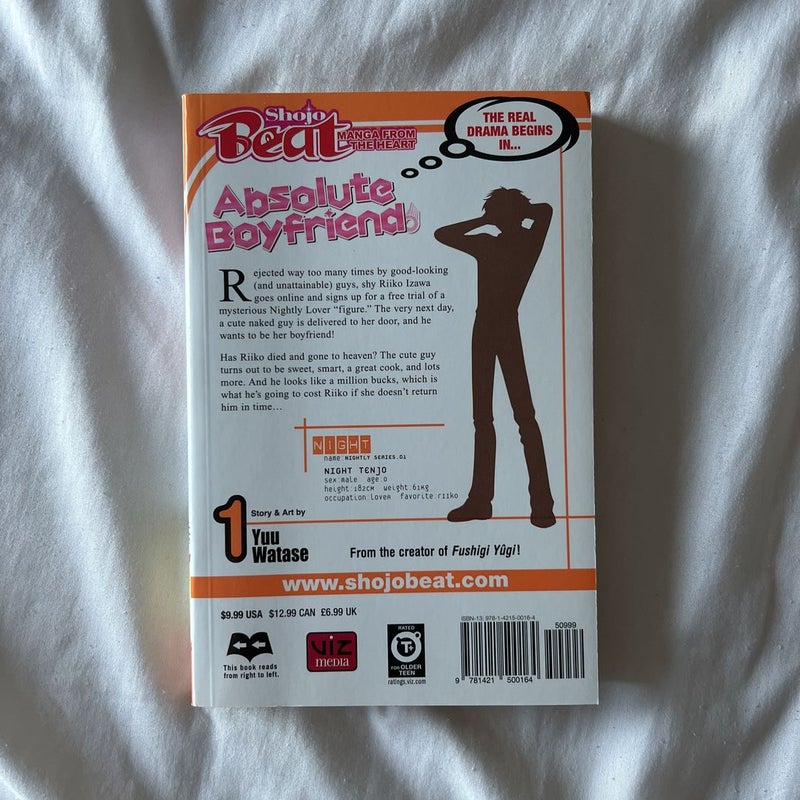 Shojo
Beat
MANGA FROM
THE HEART
THE REAL
DRAMA BEGINS
IN...
Absolute
Boyfriend
Rejected way too many times by good-looking
(and unattainable) guys, shy Riiko Izawa
goes online and signs up for a free trial of a
mysterious Nightly Lover “figure.” The very next day,
a cute naked guy is delivered to her door, and he
wants to be her boyfriend!
Has Riiko died and gone to heaven? The cute guy
turns out to be sweet, smart, a great cook, and lots
more. And he looks like a million bucks, which is
what he’s going to cost Riiko if she doesn’t return
him in time…
NIGHT
name:NIGHTLY SERIES.01
NIGHT TENJO
sex:male age:0
height:182cm weight:61kg
occupation:lover favorite:riiko
1
Story & Art by
Yuu
Watase
From the creator of Fushigi Yûgi!
www.shojobeat.com
$9.99 USA $12.99 CAN £6.99 UK
ISBN-13: 978-1-4215-0016-4
50999
9 781421 500164
This book reads
from right to left.
VIZ
MEDIA
RATED
T+
FOR OLDER
TEEN
ratings.viz.com